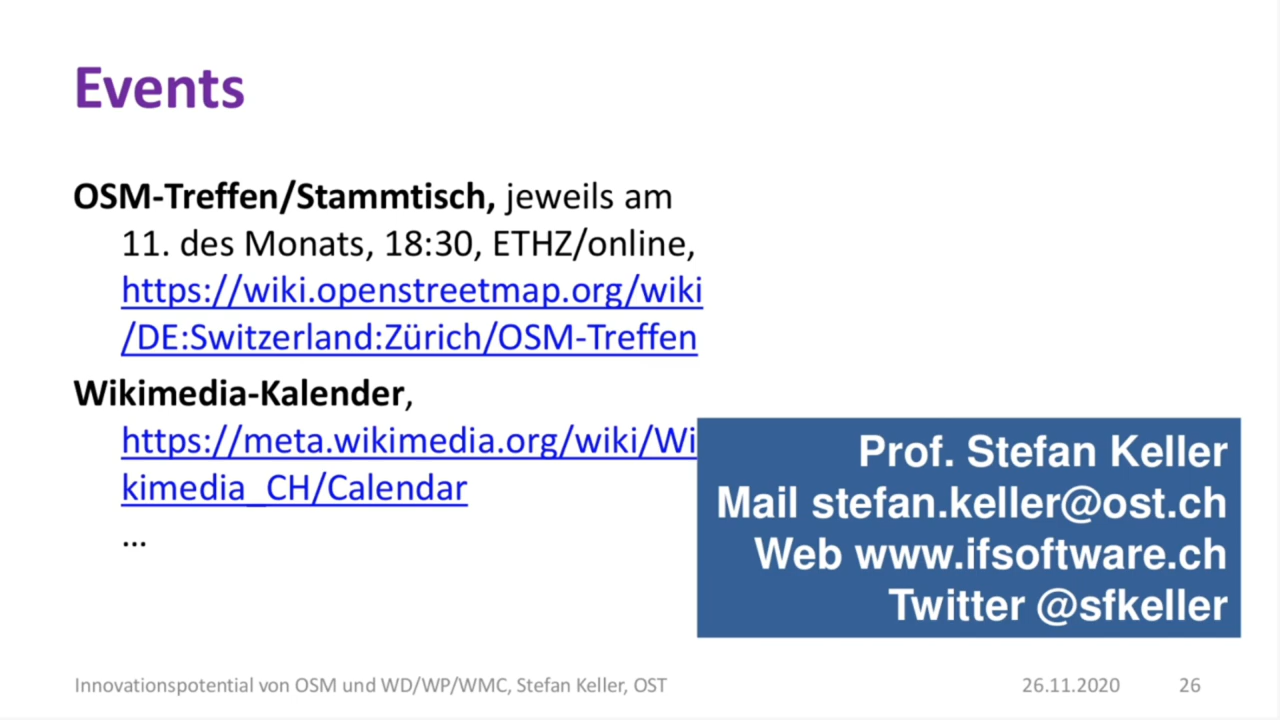 Events
OSM-Treffen/Stammtisch, jeweils am
11. des Monats, 18:30, ETHZ/online,
https://wiki.openstreetmap.org/wiki
/DE:Switzerland:Zürich/OSM-Treffen
Wikimedia-Kalender,
https://meta.wikimedia.org/wiki/Wi
kimedia_CH/Calendar
...
Prof. Stefan Keller
Mail stefan.keller@ost.ch
Web www.ifsoftware.ch
Twitter @sfkeller
Innovationspotential von OSM und WD/WP/WMC, Stefan Keller, OST
26.11.2020
26